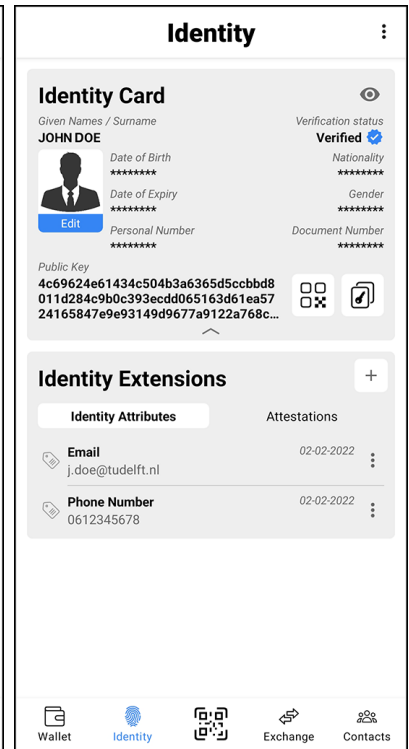 Identity
Identity Card
Given Names / Surname Verification status
JOHN DOE Verified
Date of Birth Nationality
******** ********
Date of Expiry Gender
******** ********
Edit
Personal Number Document Number
******** ********
Public Key
4c69624e61434c504b3a6365d5ccbbd8
011d284c9b0c393ecdd065163d61ea57
24165847e9e93149d9677a9122a768c...
Identity Extensions
+
Identity Attributes Attestations
Email 02-02-2022
j.doe@tudelft.nl
Phone Number 02-02-2022
0612345678
Wallet Identity Exchange Contacts